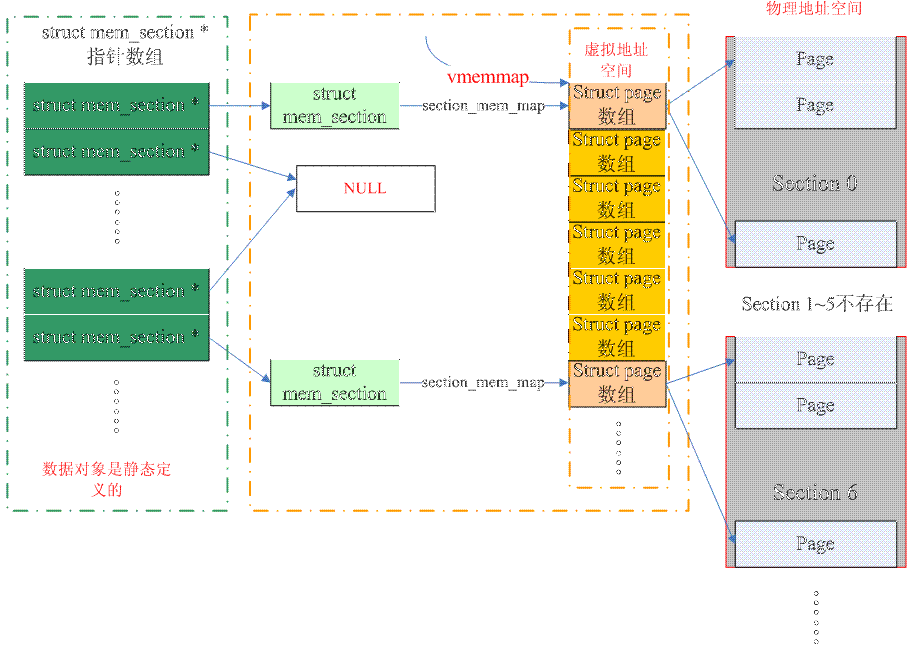 struct mem_section *
指针数组
struct mem_section *
struct mem_section *
struct mem_section *
struct mem_section *
数据对象是静态定
义的
struct
mem_section
NULL
struct
mem_section
vmemmap
section_mem_map
section_mem_map
虚拟地址
空间
Struct page
数组
Struct page
数组
Struct page
数组
Struct page
数组
Struct page
数组
Struct page
数组
Struct page
数组
物理地址空间
Page
Page
Section 0
Page
Section 1~5不存在
Page
Page
Section 6
Page